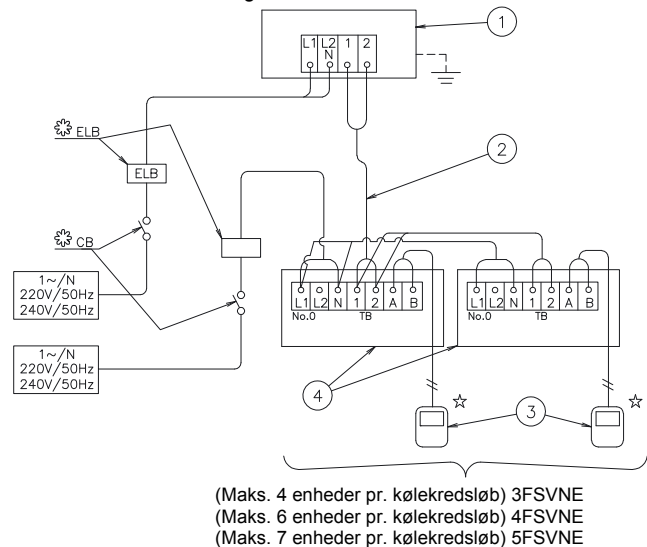 1
L1 L2 1 2
N
ELB
ELB
2
CB
1~/N
220V/50Hz
240V/50Hz
1~/N
220V/50Hz
240V/50Hz
L1 L2 N 1 2 A B
No.0 TB
L1 L2 N 1 2 A B
No.0 TB
4
3
(Maks. 4 enheder pr. kølekredsløb) 3FSVNE
(Maks. 6 enheder pr. kølekredsløb) 4FSVNE
(Maks. 7 enheder pr. kølekredsløb) 5FSVNE